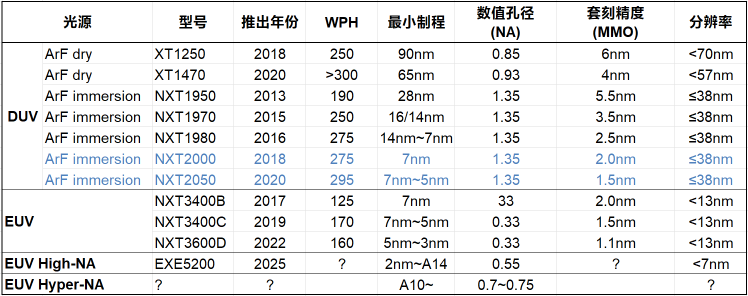 光源 型号 推出年份 WPH 最小制程 数值孔径 (NA) 套刻精度 (MMO) 分辨率
DUV
ArF dry XT1250 2018 250 90nm 0.85 6nm <70nm
ArF dry XT1470 2020 >300 65nm 0.93 4nm <57nm
ArF immersion NXT1950 2013 190 28nm 1.35 5.5nm ≤38nm
ArF immersion NXT1970 2015 250 16/14nm 1.35 3.5nm ≤38nm
ArF immersion NXT1980 2016 275 14nm~7nm 1.35 2.5nm ≤38nm
ArF immersion NXT2000 2018 275 7nm 1.35 2.0nm ≤38nm
ArF immersion NXT2050 2020 295 7nm~5nm 1.35 1.5nm ≤38nm
EUV
NXT3400B 2017 125 7nm 33 2.0nm <13nm
NXT3400C 2019 170 7nm~5nm 0.33 1.5nm <13nm
NXT3600D 2022 160 5nm~3nm 0.33 1.1nm <13nm
EUV High-NA EXE5200 2025 ? 2nm~A14 0.55 ? <7nm
EUV Hyper-NA ? ? A10~ 0.7~0.75 ?